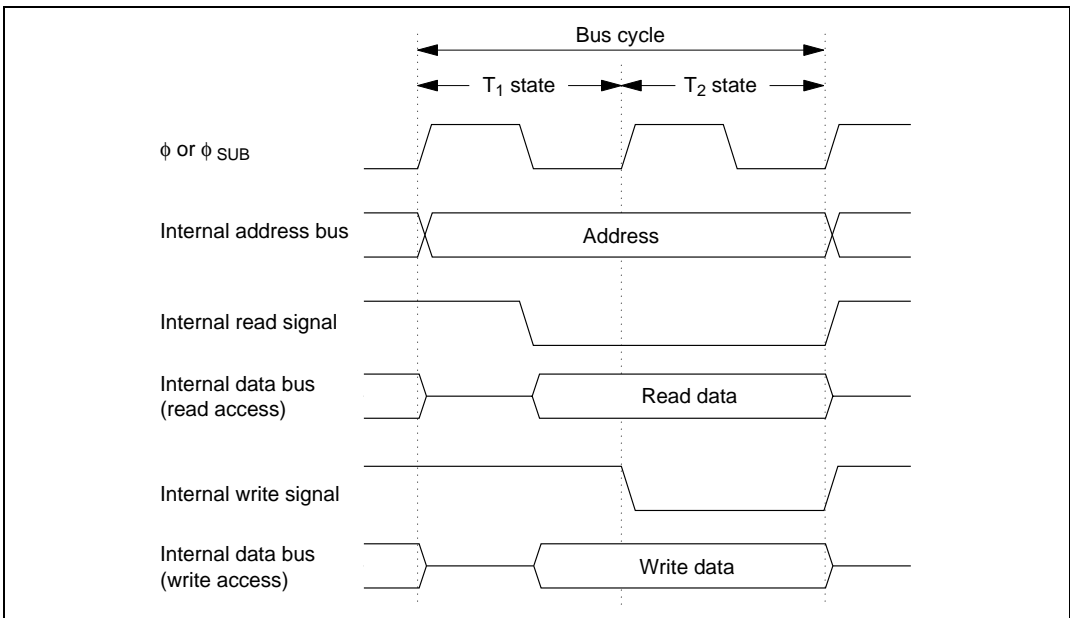 Bus cycle
T1 state
T2 state
ϕ or ϕ SUB
Internal address bus
Address
Internal read signal
Internal data bus
(read access)
Read data
Internal write signal
Internal data bus
(write access)
Write data